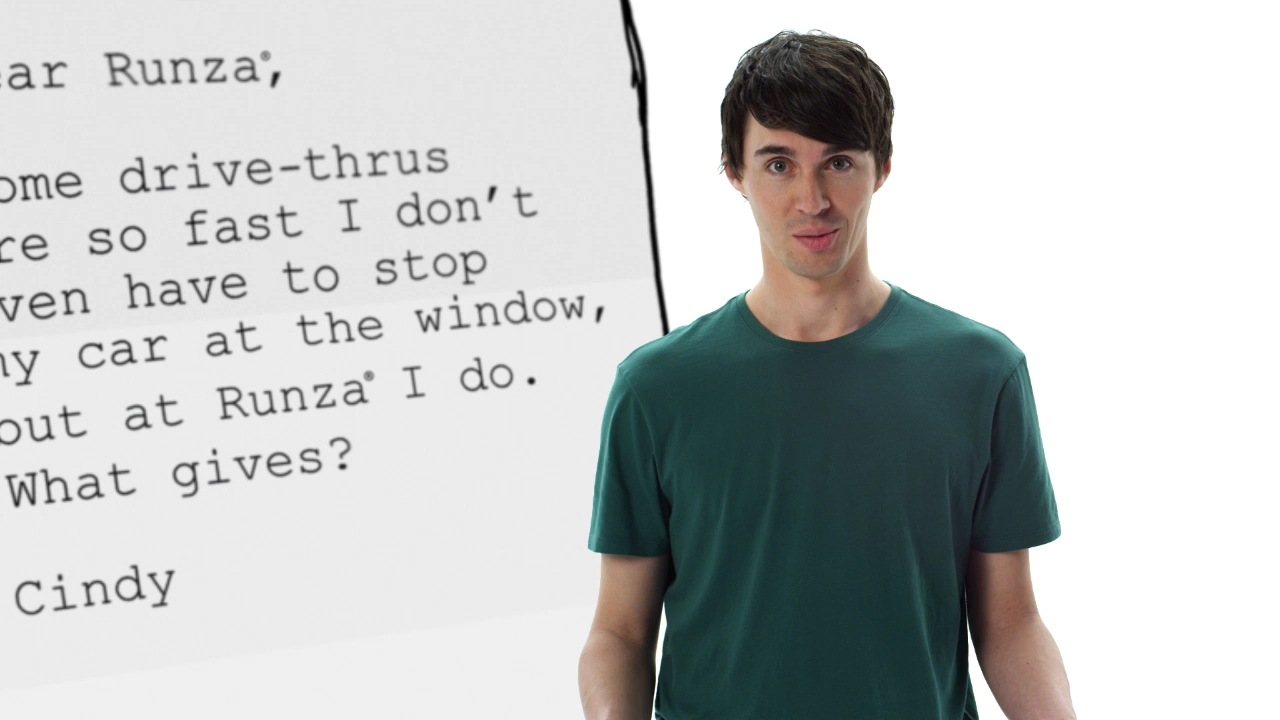 ear Runza®,
ome drive-thrus
re so fast I don't
ven have to stop
ny car at the window,
out at Runza® I do.
What gives?
Cindy